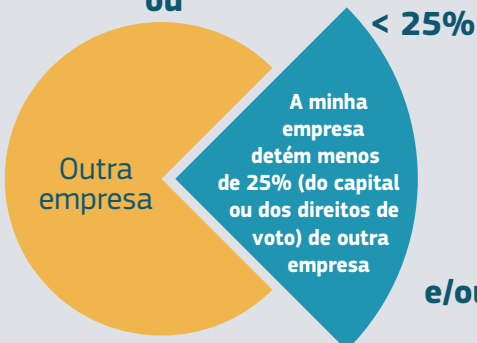 ou
< 25%
Outra
empresa
A minha
empresa
detém menos
de 25% (do capital
ou dos direitos de
voto) de outra
empresa
e/ou